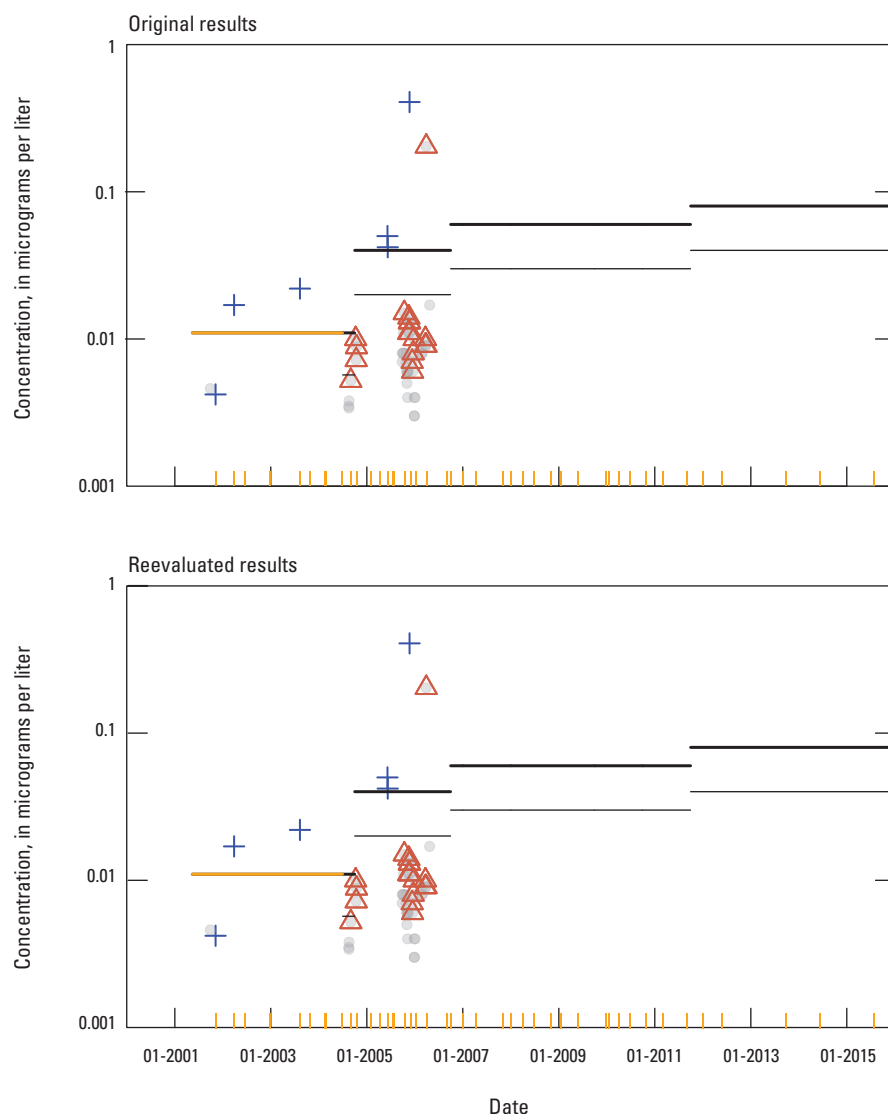 Original results
1
0.1
0.01
0.001
Concentration, in micrograms per liter
Reevaluated results
1
0.1
0.01
0.001
Concentration, in micrograms per liter
01-2001 01-2003 01-2005 01-2007 01-2009 01-2011 01-2013 01-2015
Date